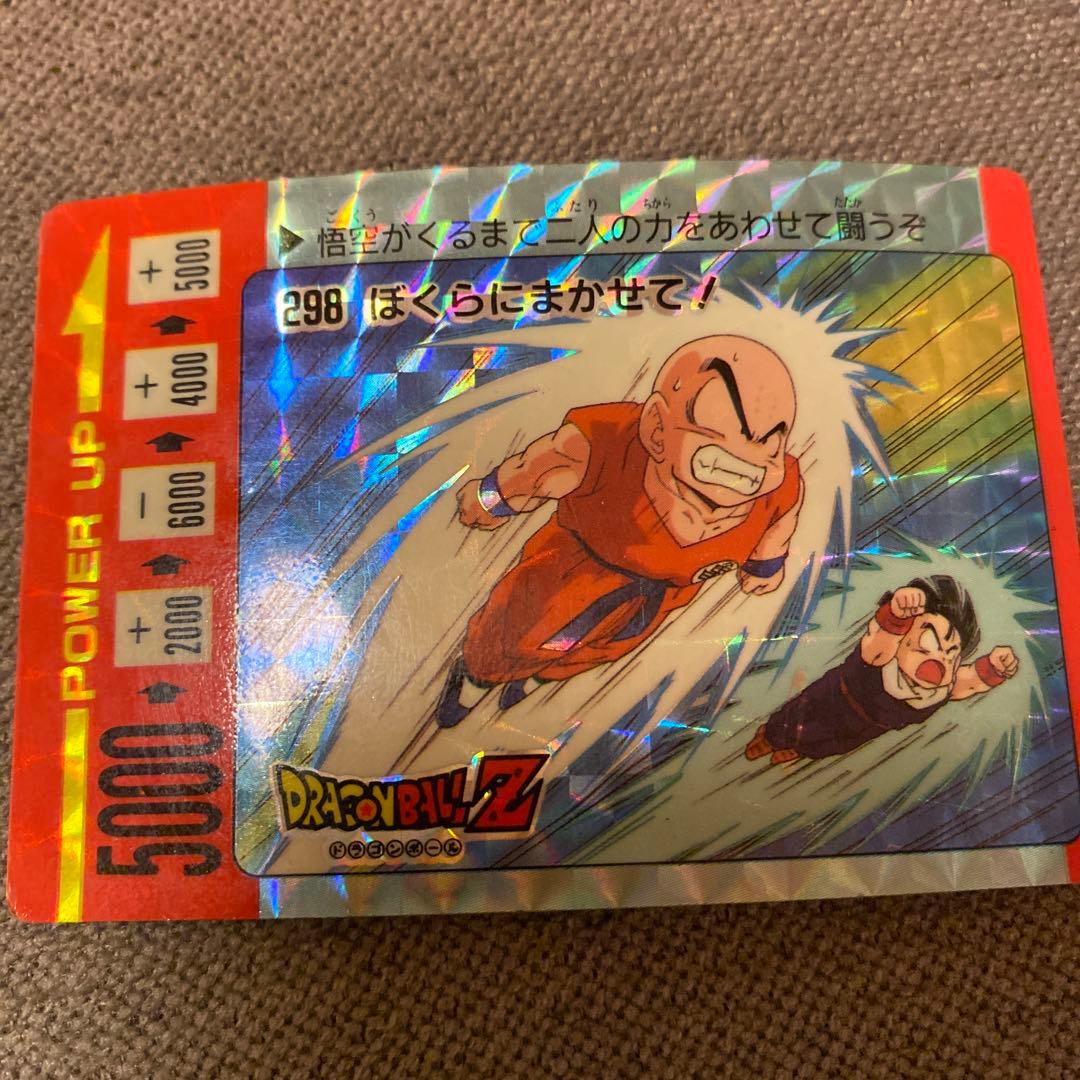 ごくう ふたり ちから たたか
▶悟空がくるまで二人の力をあわせて闘うぞ
298 ぼくらにまかせて!
POWER UP
5000
+ 2000
− 6000
+ 4000
+ 5000
DRAGON BALL Z
ドラゴンボール